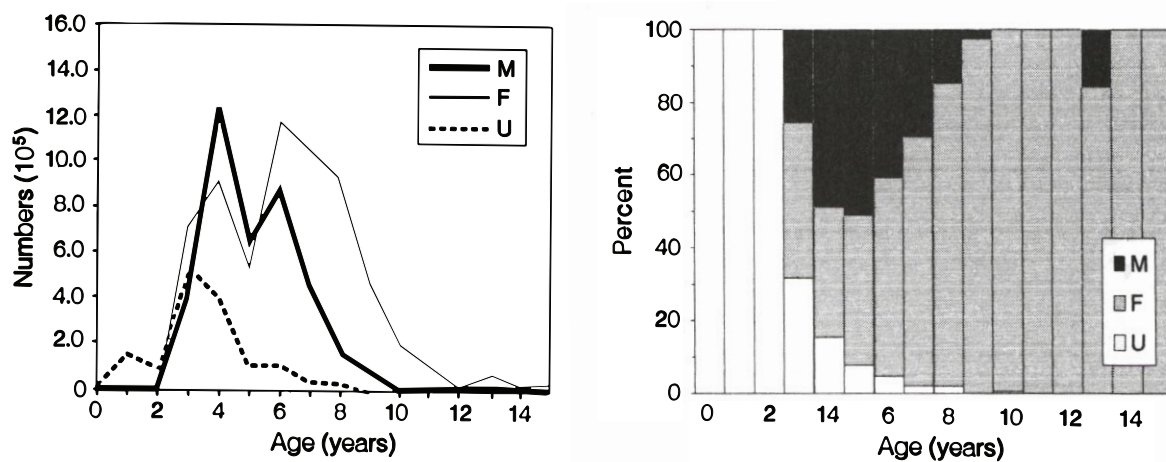 16.0
14.0
12.0
10.0
8.0
6.0
4.0
2.0
0
Numbers (10⁵)
M
F
U
0 2 4 6 8 10 12 14
Age (years)
100
80
60
40
20
0
Percent
M
F
U
0 2 14 6 8 10 12 14
Age (years)